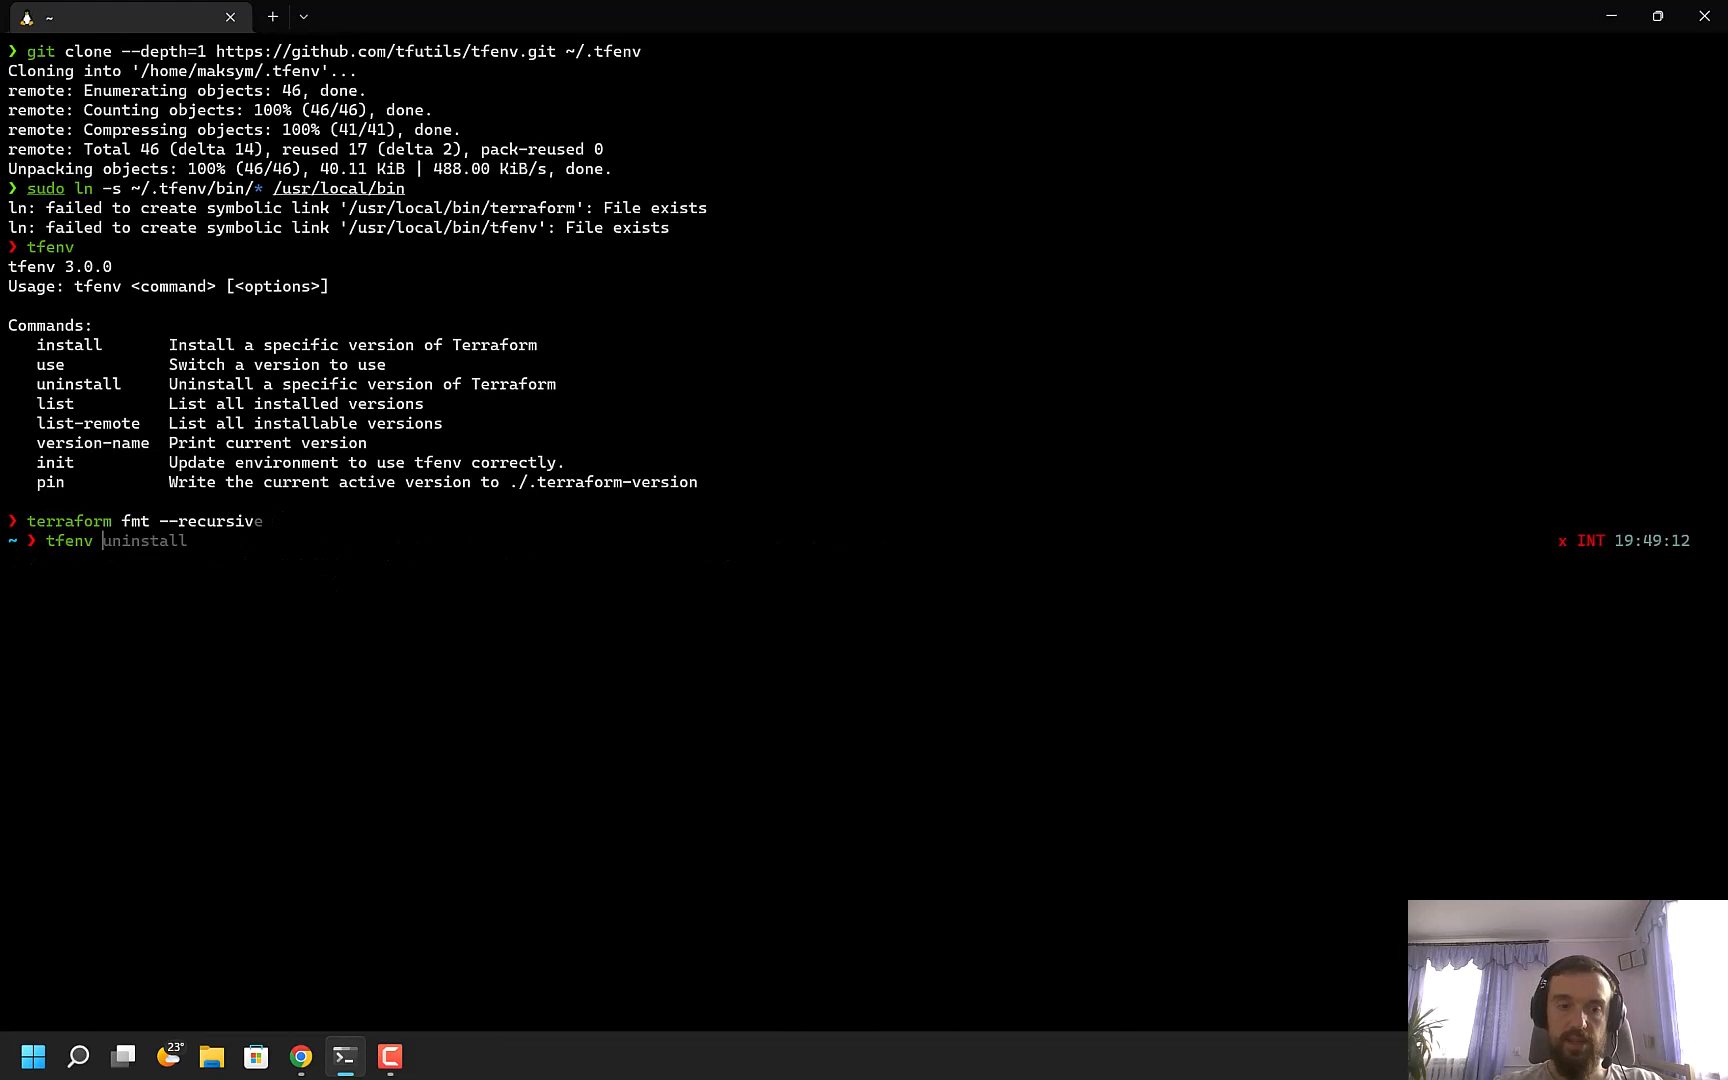 ~
❯ git clone --depth=1 https://github.com/tfutils/tfenv.git ~/.tfenv
Cloning into '/home/maksym/.tfenv'...
remote: Enumerating objects: 46, done.
remote: Counting objects: 100% (46/46), done.
remote: Compressing objects: 100% (41/41), done.
remote: Total 46 (delta 14), reused 17 (delta 2), pack-reused 0
Unpacking objects: 100% (46/46), 40.11 KiB | 488.00 KiB/s, done.
❯ sudo ln -s ~/.tfenv/bin/* /usr/local/bin
ln: failed to create symbolic link '/usr/local/bin/terraform': File exists
ln: failed to create symbolic link '/usr/local/bin/tfenv': File exists
❯ tfenv
tfenv 3.0.0
Usage: tfenv <command> [<options>]
Commands:
install Install a specific version of Terraform
use Switch a version to use
uninstall Uninstall a specific version of Terraform
list List all installed versions
list-remote List all installable versions
version-name Print current version
init Update environment to use tfenv correctly.
pin Write the current active version to ./.terraform-version
❯ terraform fmt --recursive
~ ❯ tfenv uninstall x INT 19:49:12
23°